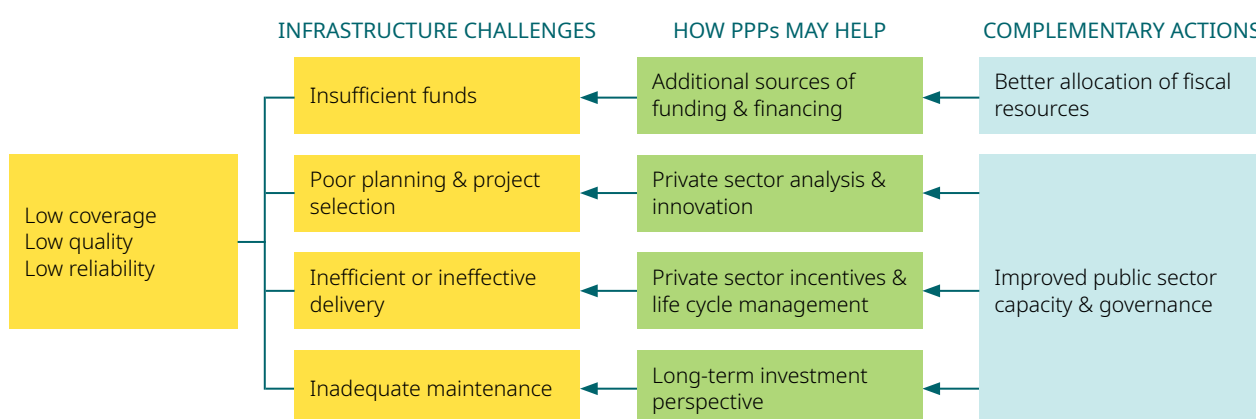 INFRASTRUCTURE CHALLENGES
HOW PPPs MAY HELP
COMPLEMENTARY ACTIONS
Low coverage
Low quality
Low reliability
Insufficient funds
Additional sources of
funding & financing
Better allocation of fiscal
resources
Poor planning & project
selection
Private sector analysis &
innovation
Inefficient or ineffective
delivery
Private sector incentives &
life cycle management
Improved public sector
capacity & governance
Inadequate maintenance
Long-term investment
perspective